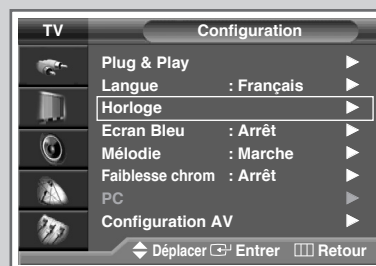 TV Configuration
Plug & Play
Langue : Français
Horloge
Ecran Bleu : Arrêt
Mélodie : Marche
Faiblesse chrom : Arrêt
PC
Configuration AV
Déplacer Entrer Retour